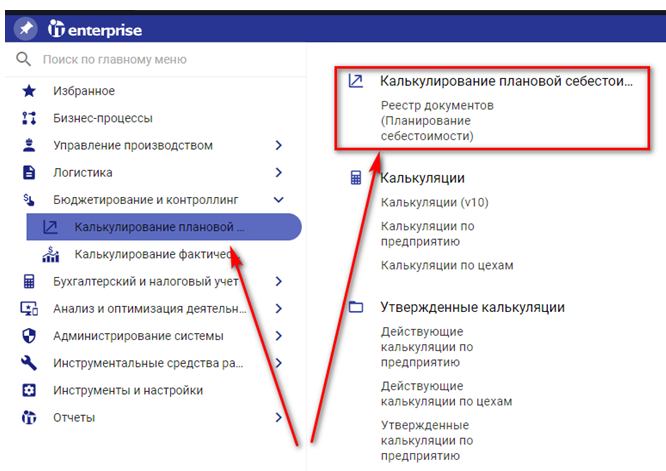 enterprise
Поиск по главному меню
Избранное
Бизнес-процессы
Управление производством
Логистика
Бюджетирование и контроллинг
Калькулирование плановой ...
Калькулирование фактичес...
Бухгалтерский и налоговый учет
Анализ и оптимизация деятельн...
Администрирование системы
Инструментальные средства ра...
Инструменты и настройки
Отчеты
Калькулирование плановой себестои...
Реестр документов
(Планирование
себестоимости)
Калькуляции
Калькуляции (v10)
Калькуляции по
предприятию
Калькуляции по цехам
Утвержденные калькуляции
Действующие
калькуляции по
предприятию
Действующие
калькуляции по цехам
Утвержденные
калькуляции по
предприятию